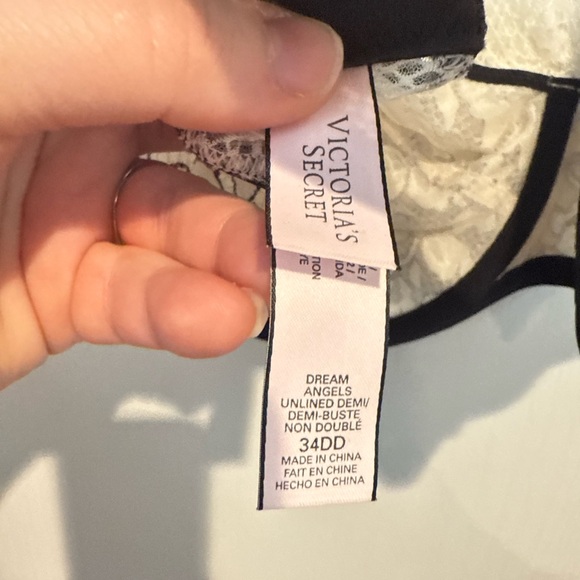 VICTORIA'S
SECRET
DREAM
ANGELS
UNLINED DEMI/
DEMI-BUSTE
NON DOUBLÉ
34DD
MADE IN CHINA
FAIT EN CHINE
HECHO EN CHINA